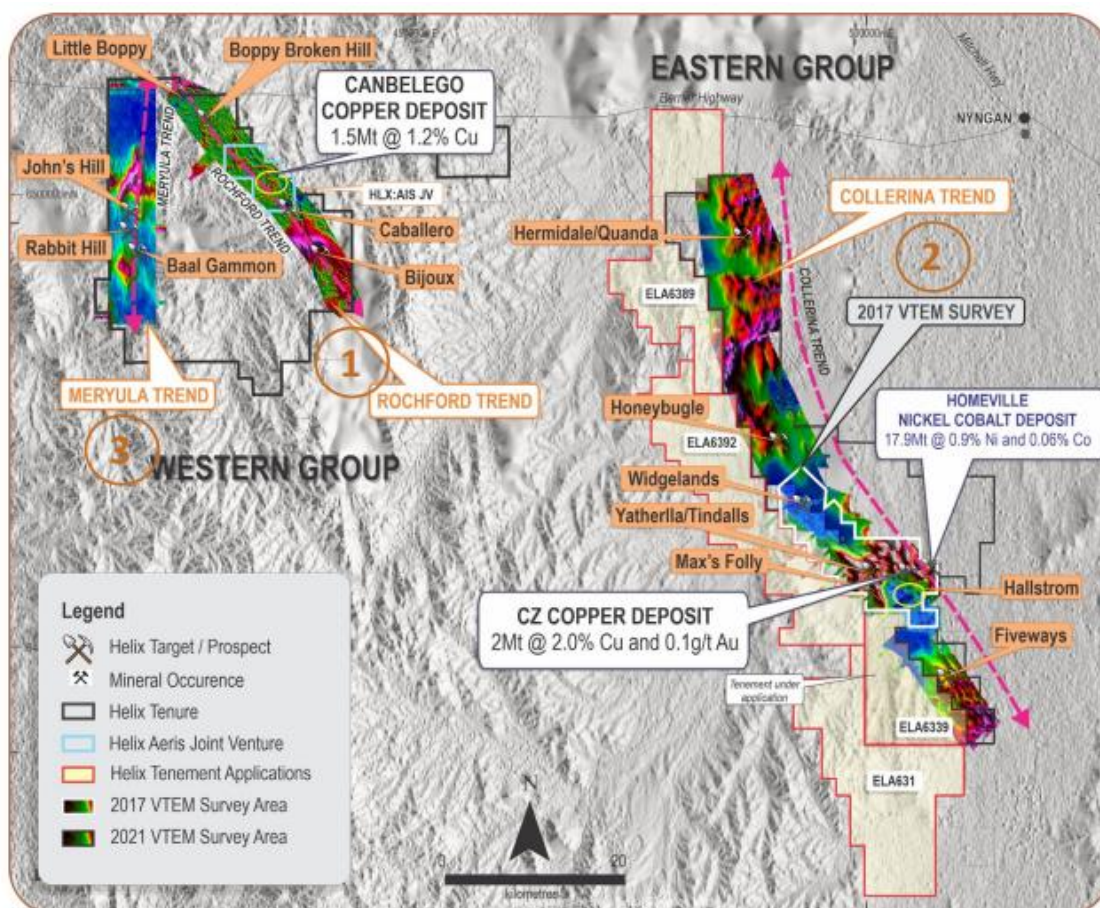 Little Boppy
Boppy Broken Hill
CANBELEGO
COPPER DEPOSIT
1.5Mt @ 1.2% Cu
EASTERN GROUP
Barrier Highway
Mitchell Hwy
NYNGAN
John's Hill
MERYULA TREND
ROCHFORD TREND
HLX:AIS JV
Caballero
Rabbit Hill
Baal Gammon
Bijoux
COLLERINA TREND
Hermidale/Quanda
2
ELA6389
COLLERINA TREND
2017 VTEM SURVEY
1
MERYULA TREND
ROCHFORD TREND
3
WESTERN GROUP
HOMEVILLE
NICKEL COBALT DEPOSIT
17.9Mt @ 0.9% Ni and 0.06% Co
Honeybugle
ELA6392
Widgelands
Yatherlla/Tindalls
Max's Folly
Hallstrom
CZ COPPER DEPOSIT
2Mt @ 2.0% Cu and 0.1g/t Au
Fiveways
Tenement under
application
ELA6339
ELA631
Legend
Helix Target / Prospect
Mineral Occurence
Helix Tenure
Helix Aeris Joint Venture
Helix Tenement Applications
2017 VTEM Survey Area
2021 VTEM Survey Area
N
0
20
kilometres